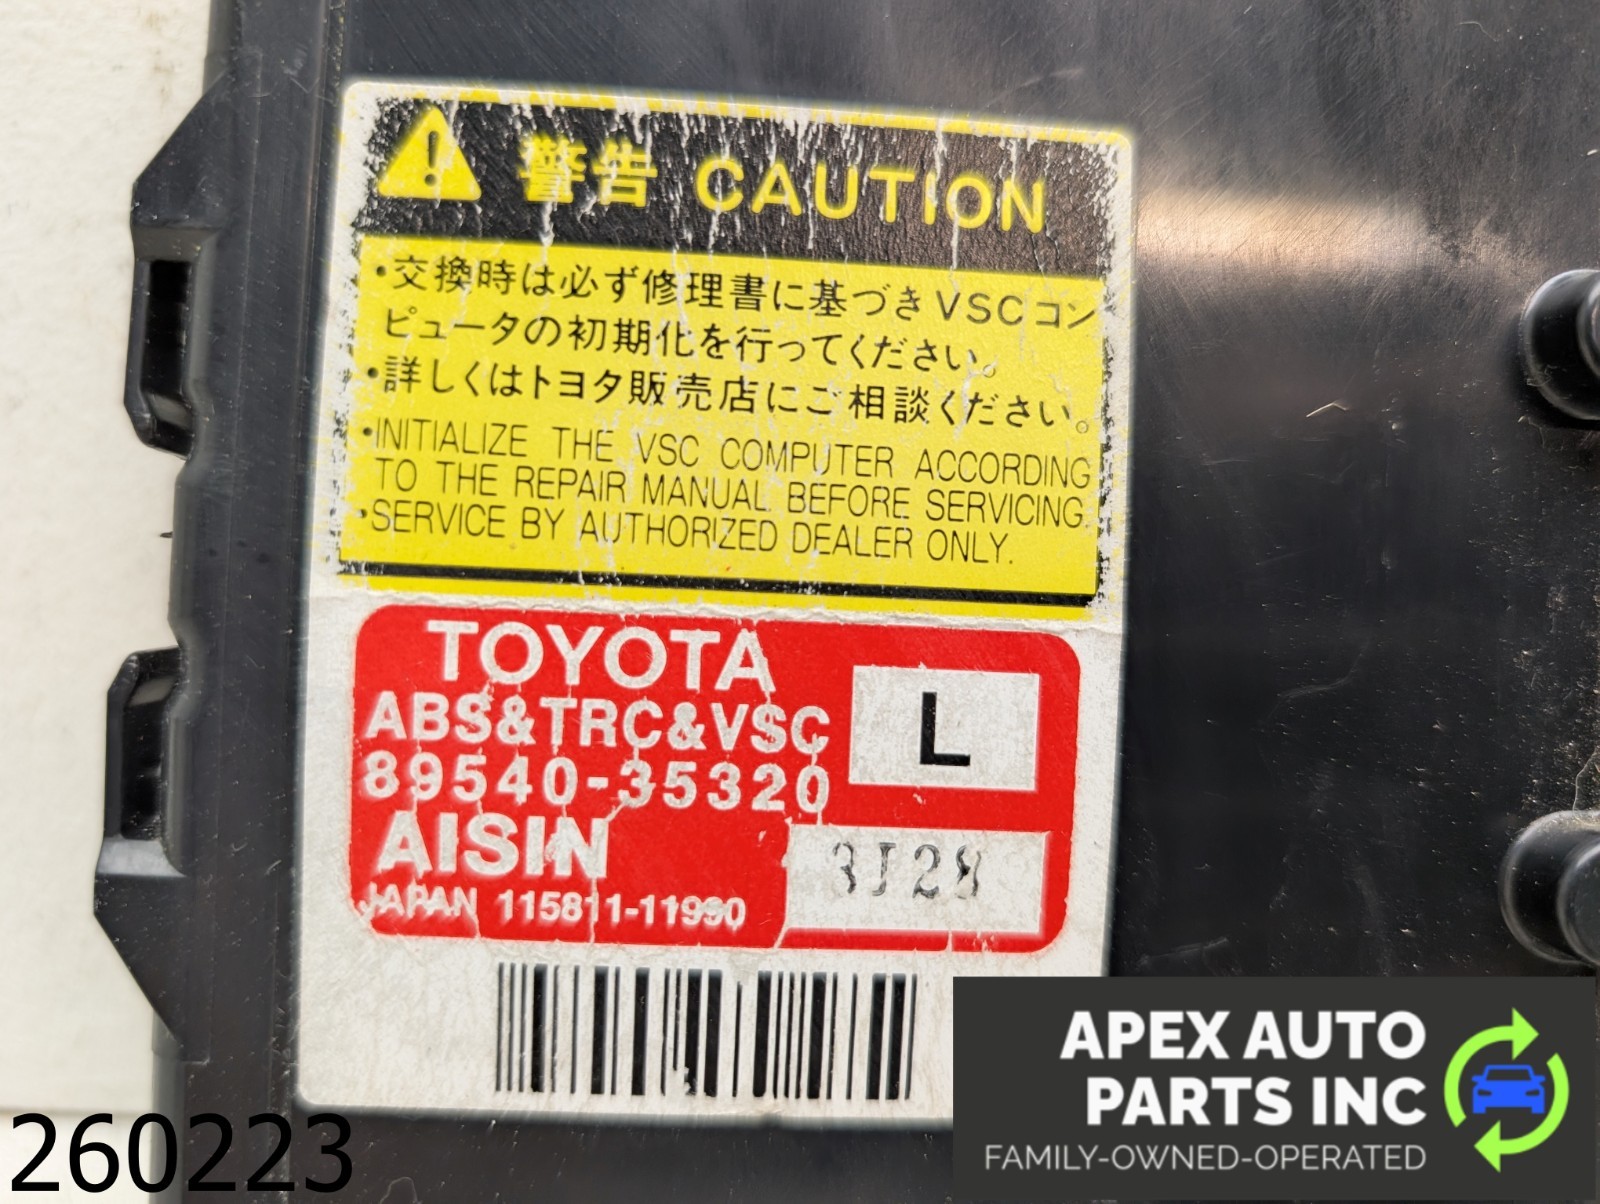 警告 CAUTION
・交換時は必ず修理書に基づきVSCコン
ピュータの初期化を行ってください。
・詳しくはトヨタ販売店にご相談ください。
・INITIALIZE THE VSC COMPUTER ACCORDING
TO THE REPAIR MANUAL BEFORE SERVICING.
・SERVICE BY AUTHORIZED DEALER ONLY.
TOYOTA
ABS&TRC&VSC
L
89540-35320
AISIN
3J28
JAPAN 115811-11990
APEX AUTO
PARTS INC
FAMILY-OWNED-OPERATED
260223